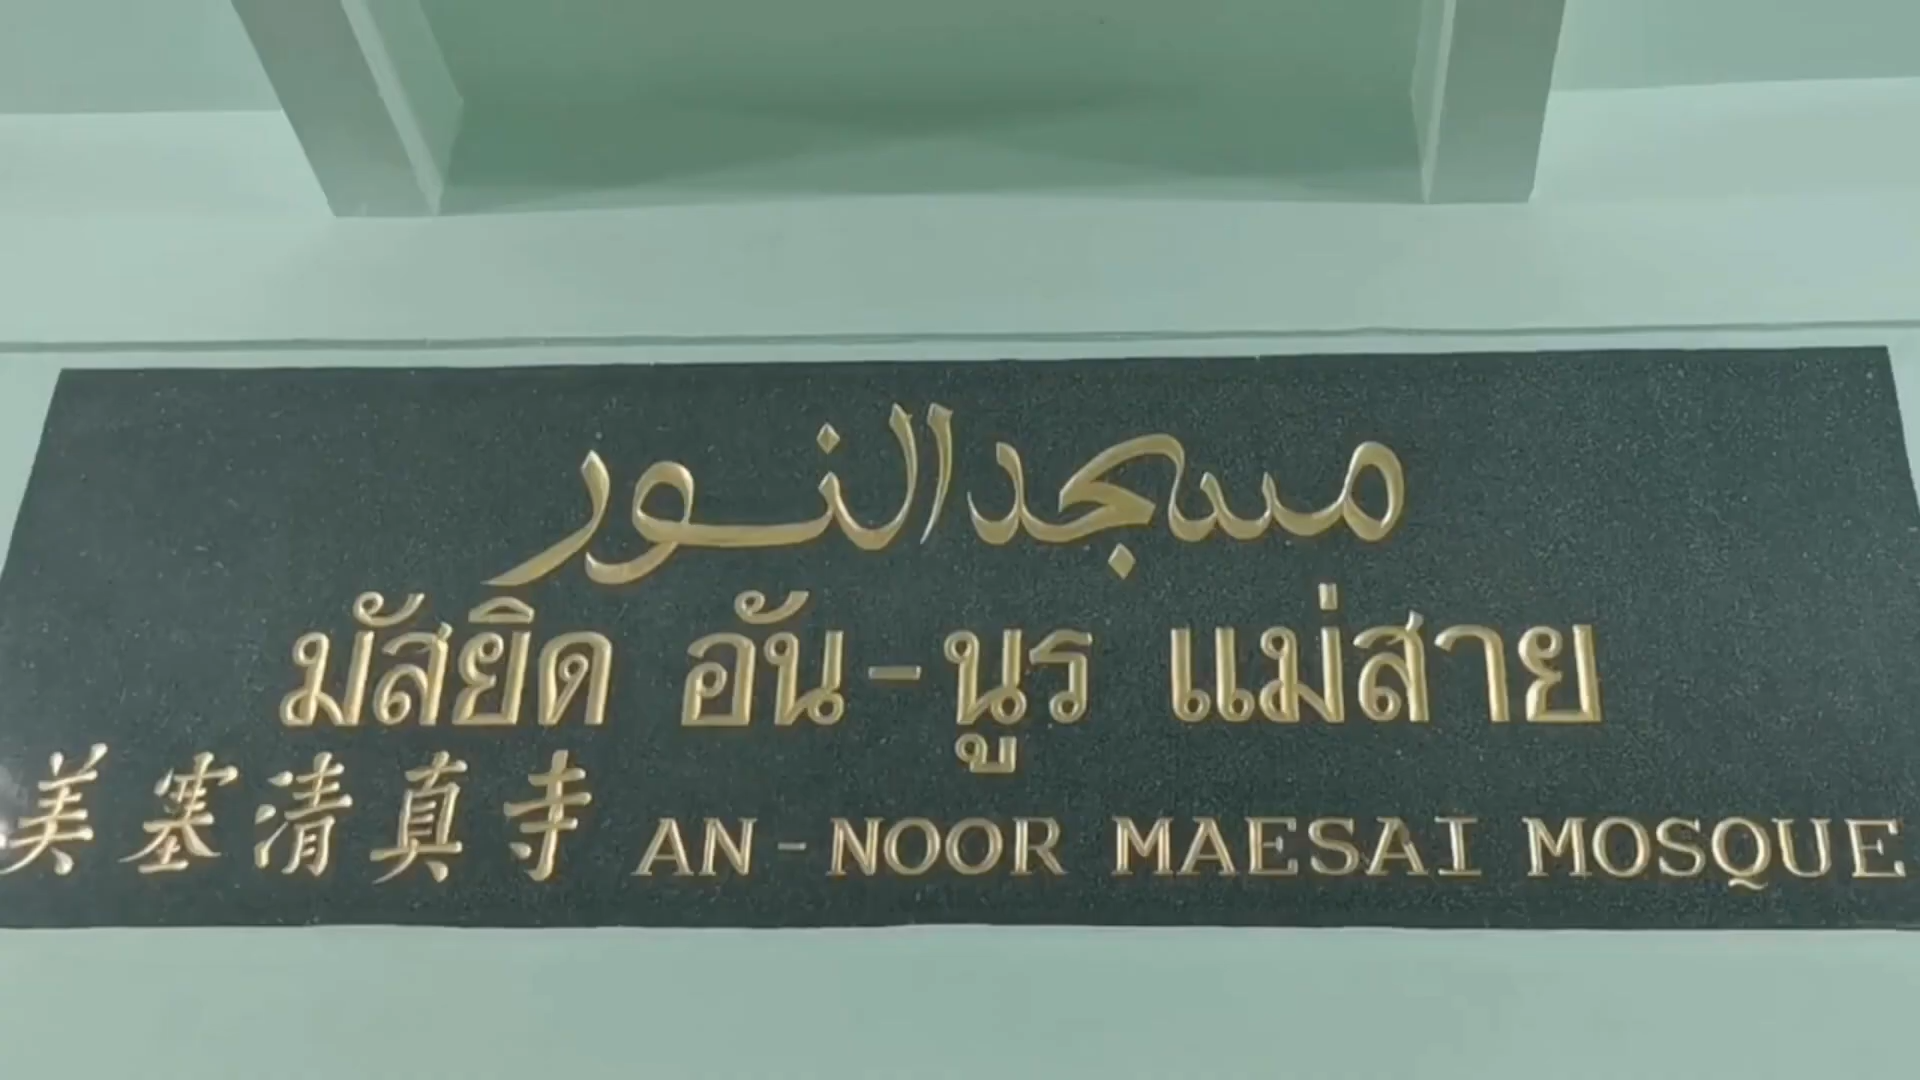 مسجد النور
มัสยิด อัน-นูร แม่สาย
美塞清真寺 AN-NOOR MAESAI MOSQUE